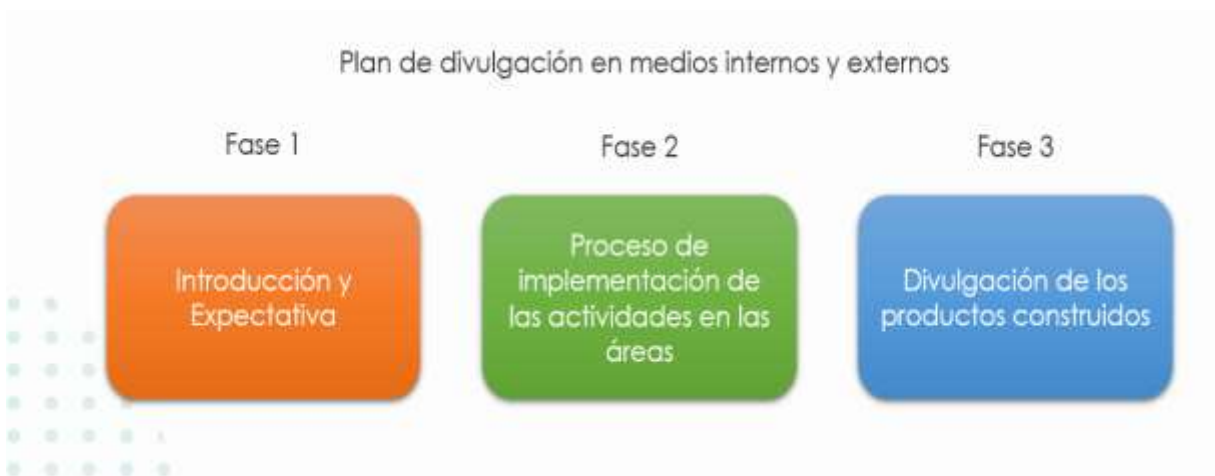 Plan de divulgación en medios internos y externos
Fase 1
Fase 2
Fase 3
Introducción y
Expectativa
Proceso de
implementación de
las actividades en las
áreas
Divulgación de los
productos construidos